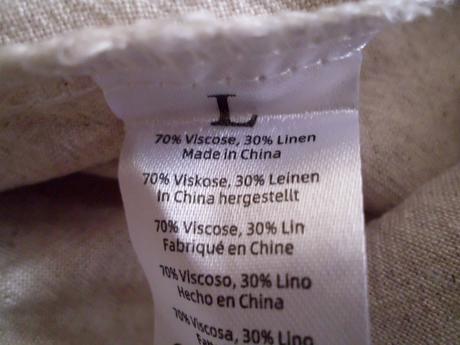 L
70% Viscose, 30% Linen
Made in China
70% Viskose, 30% Leinen
In China hergestellt
70% Viscose, 30% Lin
Fabriqué en Chine
70% Viscoso, 30% Lino
Hecho en China
70% Viscosa, 30% Lino